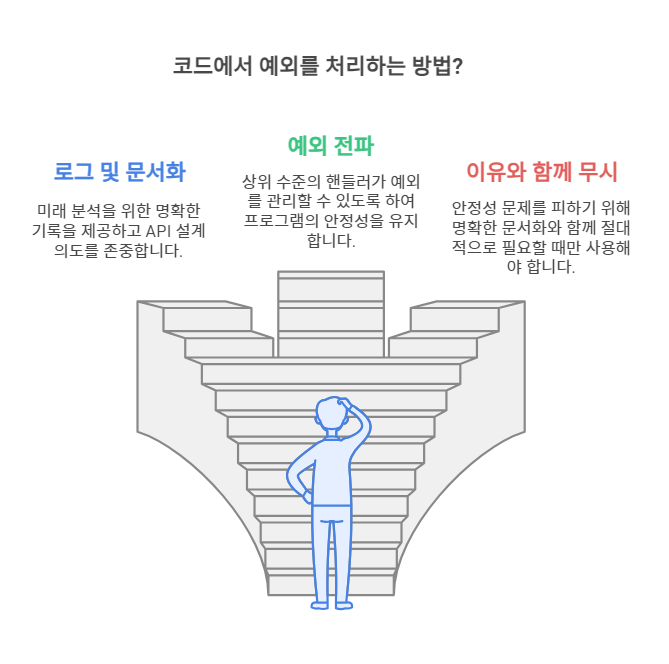 코드에서 예외를 처리하는 방법?
로그 및 문서화
미래 분석을 위한 명확한
기록을 제공하고 API 설계
의도를 존중합니다.
예외 전파
상위 수준의 핸들러가 예외
를 관리할 수 있도록 하여
프로그램의 안정성을 유지
합니다.
이유와 함께 무시
안정성 문제를 피하기 위해
명확한 문서화와 함께 절대
적으로 필요할 때만 사용해
야 합니다.